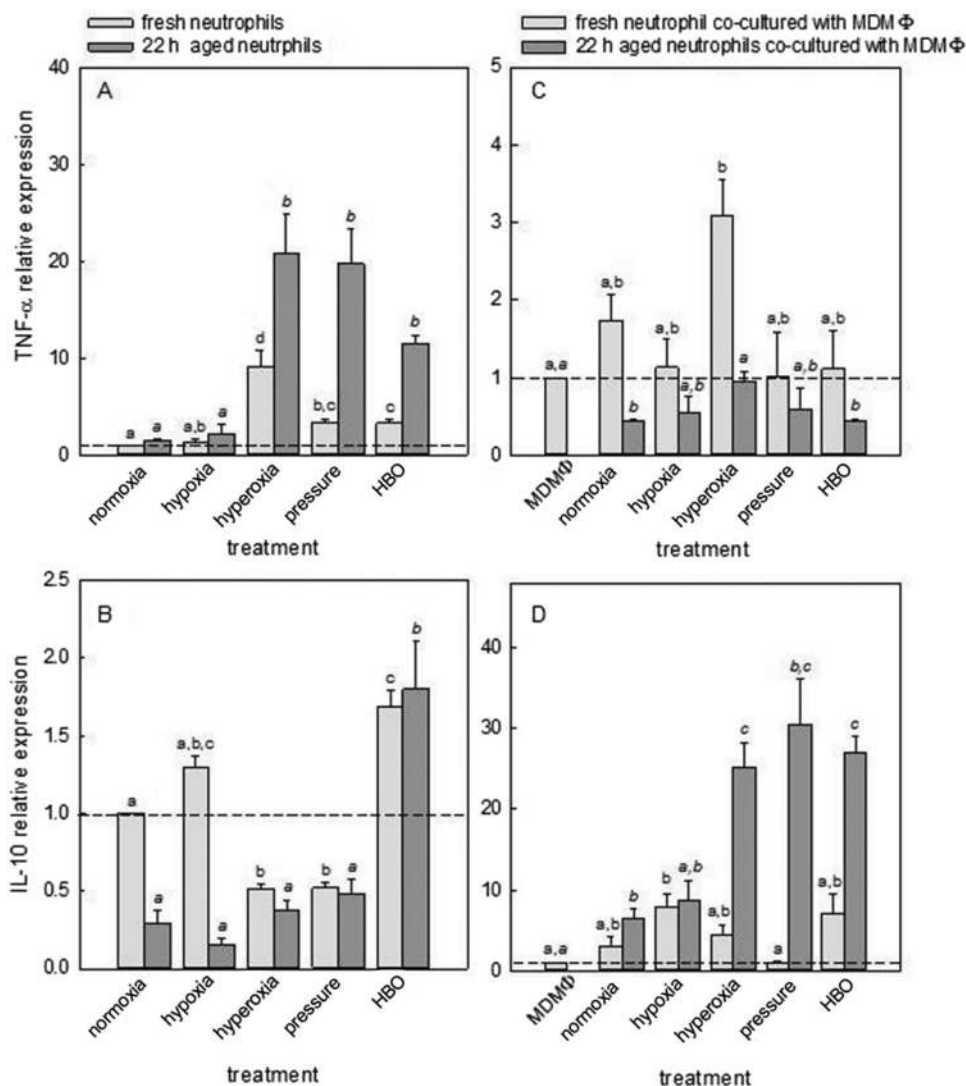 fresh neutrophils
22 h aged neutrphils
fresh neutrophil co-cultured with MDMΦ
22 h aged neutrophils co-cultured with MDMΦ
A
TNF-α relative expression
40
30
20
10
0
a a a,b a d b b,c b c b
normoxia
hypoxia
hyperoxia
pressure
HBO
treatment
C
5
4
3
2
1
0
a,a a,b b a,b a,b b a a,b a,b a,b b
MDMΦ
normoxia
hypoxia
hyperoxia
pressure
HBO
treatment
B
IL-10 relative expression
2.5
2.0
1.5
1.0
0.5
0.0
a a a,b,c a b a b a c b
normoxia
hypoxia
hyperoxia
pressure
HBO
treatment
D
40
30
20
10
0
a,a a,b b b a,b a,b c a b,c a,b c
MDMΦ
normoxia
hypoxia
hyperoxia
pressure
HBO
treatment